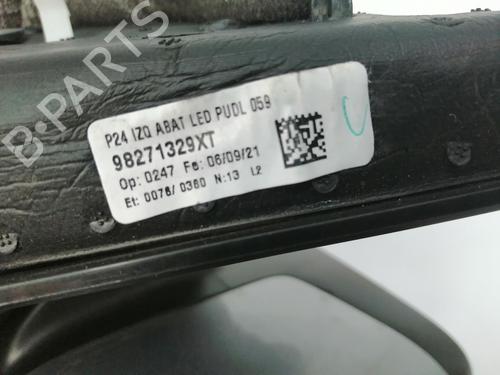 B-PARTS
P24 IZQ ABAT LED PUDL 059
98271329XT
Op: 0247 Fe: 06/09/21
Et: 0076/ 0360 N:13 L2